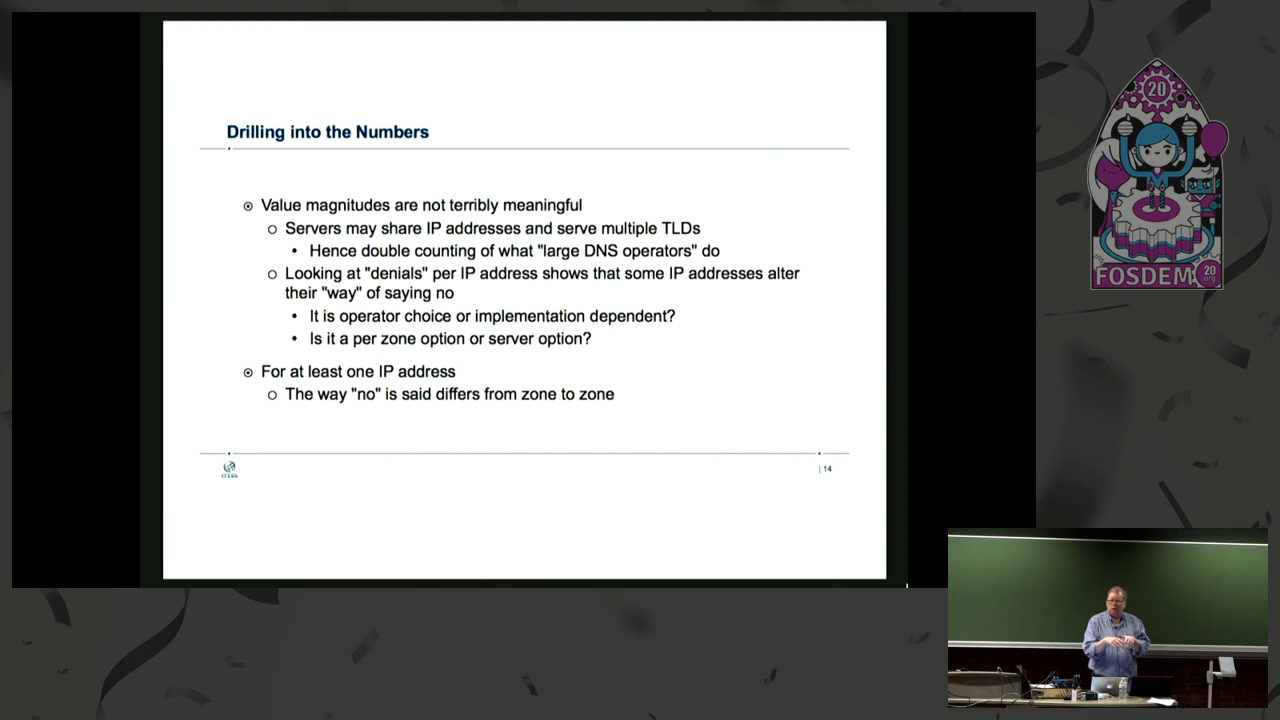 Drilling into the Numbers
Value magnitudes are not terribly meaningful
Servers may share IP addresses and serve multiple TLDs
Hence double counting of what "large DNS operators" do
Looking at "denials" per IP address shows that some IP addresses alter
their "way" of saying no
It is operator choice or implementation dependent?
Is it a per zone option or server option?
For at least one IP address
The way "no" is said differs from zone to zone
| 14
20
FOSDEM
20
.org